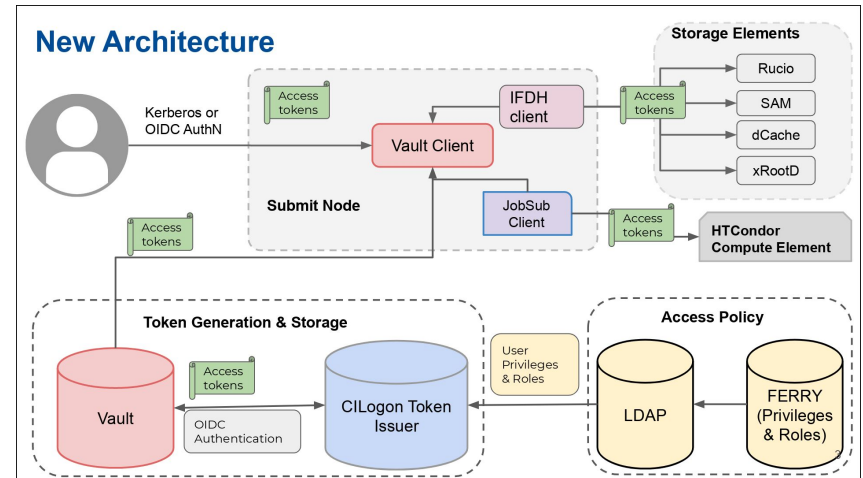 New Architecture
Storage Elements
Rucio
SAM
dCache
xRootD
Access
tokens
IFDH
client
Access
tokens
Kerberos or
OIDC AuthN
Vault Client
Submit Node
JobSub
Client
Access
tokens
HTCondor
Compute Element
Access
tokens
Token Generation & Storage
Access Policy
Vault
Access
tokens
OIDC
Authentication
CILogon Token
Issuer
User
Privileges
& Roles
LDAP
FERRY
(Privileges
& Roles)
3